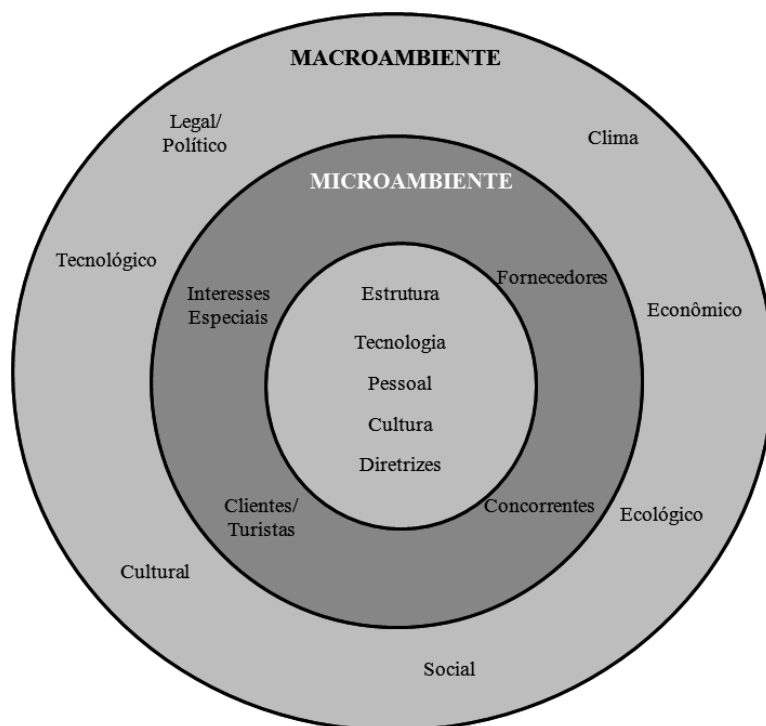 MACROAMBIENTE
Legal/
Político
Clima
MICROAMBIENTE
Tecnológico
Interesses
Especiais
Estrutura
Fornecedores
Econômico
Tecnologia
Pessoal
Cultura
Diretrizes
Clientes/
Turistas
Concorrentes
Ecológico
Cultural
Social